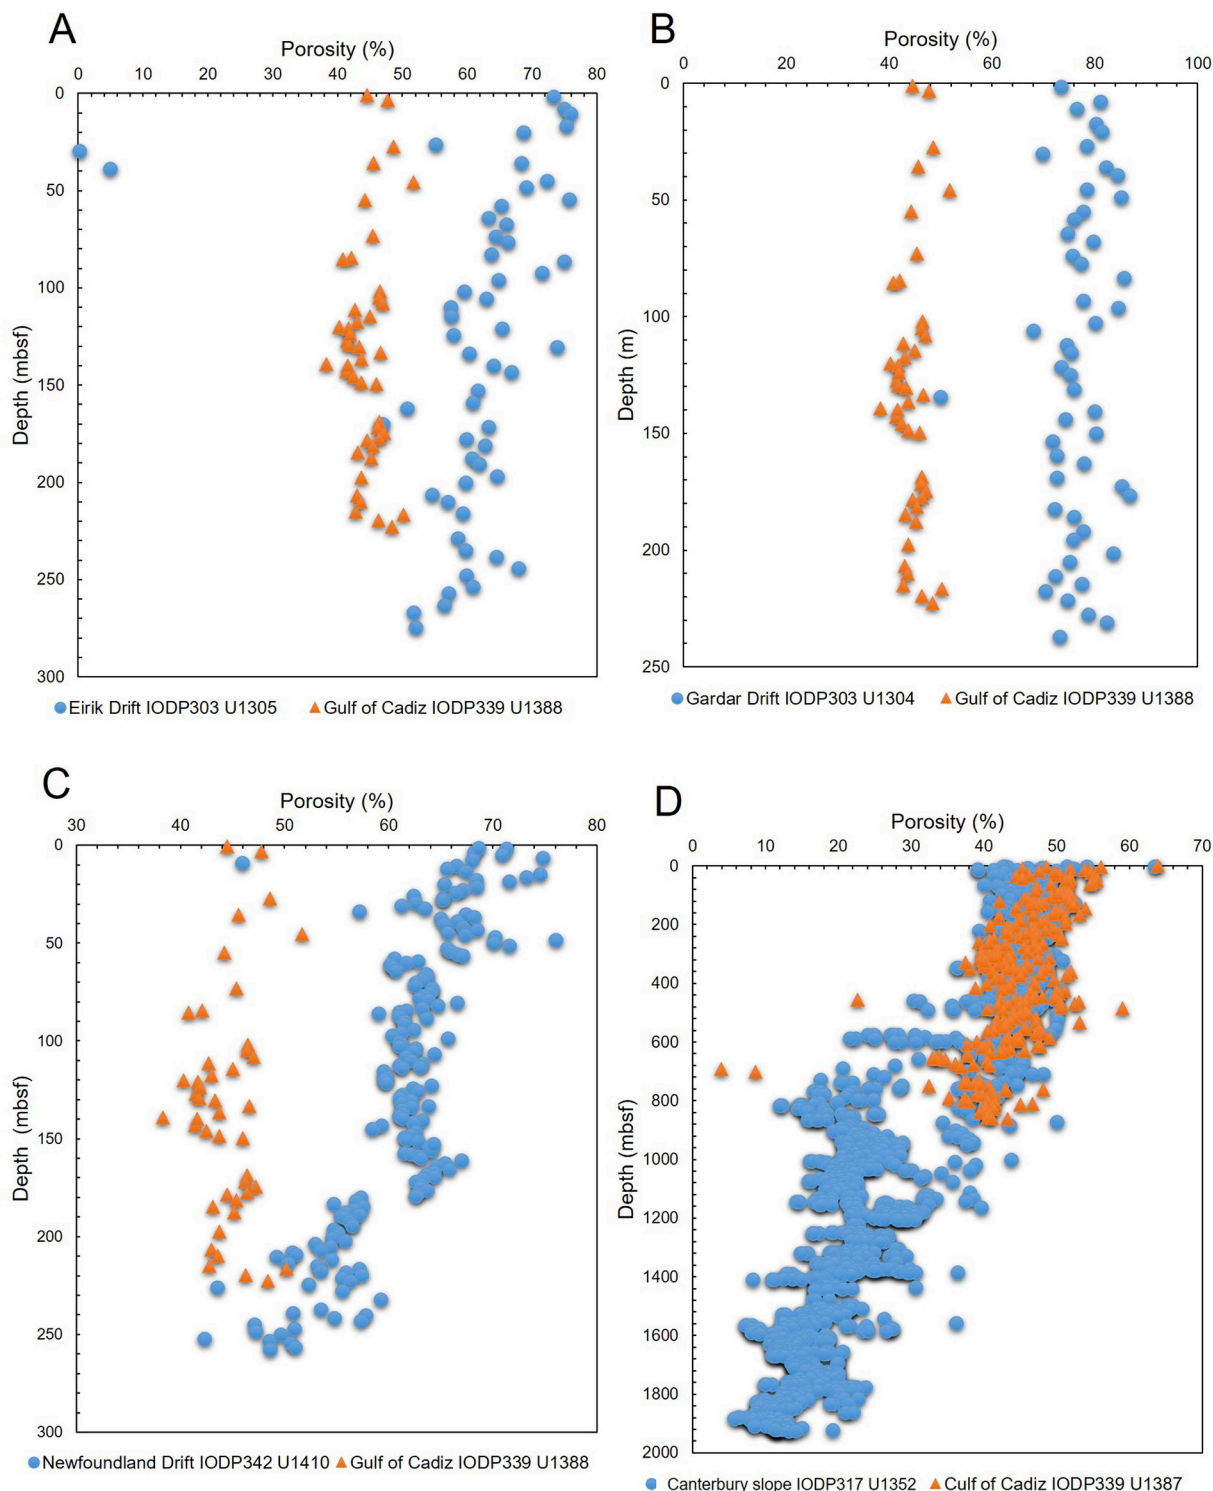 A
Porosity (%)
0 10 20 30 40 50 60 70 80
0
50
100
150
200
250
300
Depth (mbsf)
Eirik Drift IODP303 U1305 Gulf of Cadiz IODP339 U1388
B
Porosity (%)
0 20 40 60 80 100
0
50
100
150
200
250
Depth (m)
Gardar Drift IODP303 U1304 Gulf of Cadiz IODP339 U1388
C
Porosity (%)
30 40 50 60 70 80
0
50
100
150
200
250
300
Depth (mbsf)
Newfoundland Drift IODP342 U1410 Gulf of Cadiz IODP339 U1388
D
Porosity (%)
0 10 20 30 40 50 60 70
0
200
400
600
800
1000
1200
1400
1600
1800
2000
Depth (mbsf)
Canterbury slope IODP317 U1352 Culf of Cadiz IODP339 U1387